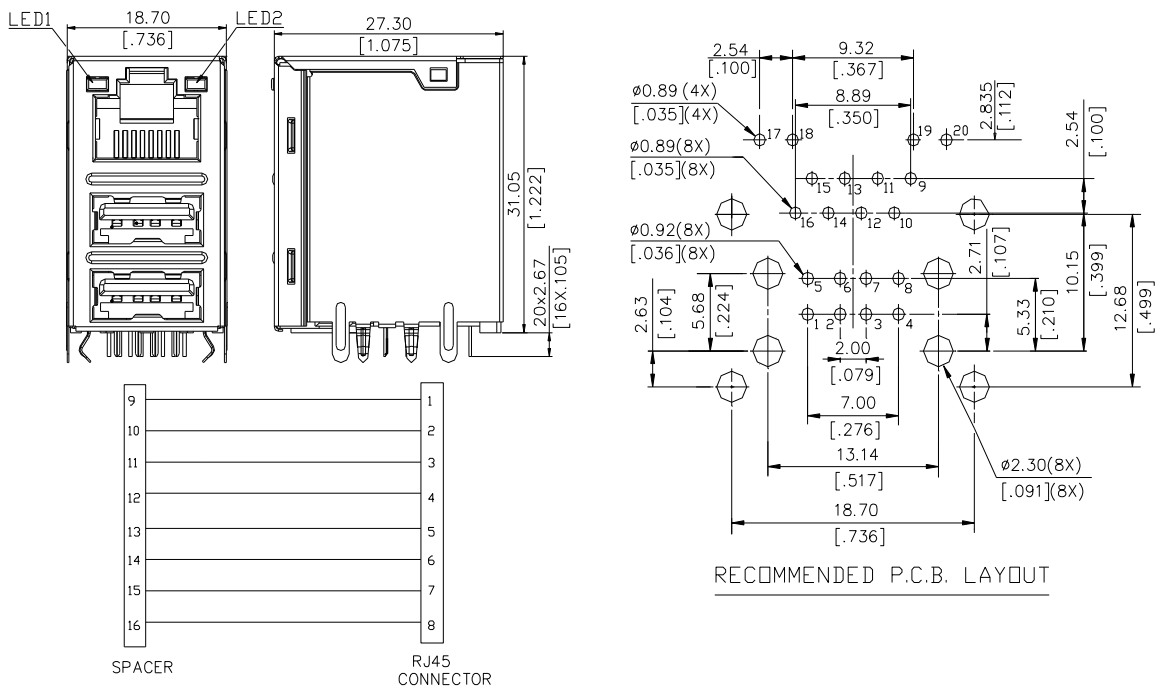 LED1
18.70
[.736]
LED2
27.30
[1.075]
31.05
[1.222]
20x2.67
[16X.105]
2.54
[.100]
9.32
[.367]
8.89
[.350]
ø0.89 (4X)
[.035](4X)
ø0.89(8X)
[.035](8X)
ø0.92(8X)
[.036](8X)
17 18 19 20
15 13 11 9
16 14 12 10
5 6 7 8
1 2 3 4
2.835
[.112]
2.54
[.100]
2.71
[.107]
10.15
[.399]
12.68
[.499]
5.33
[.210]
2.63
[.104]
5.68
[.224]
2.00
[.079]
7.00
[.276]
13.14
[.517]
18.70
[.736]
ø2.30(8X)
[.091](8X)
RECOMMENDED P.C.B. LAYOUT
9 1
10 2
11 3
12 4
13 5
14 6
15 7
16 8
SPACER
RJ45
CONNECTOR